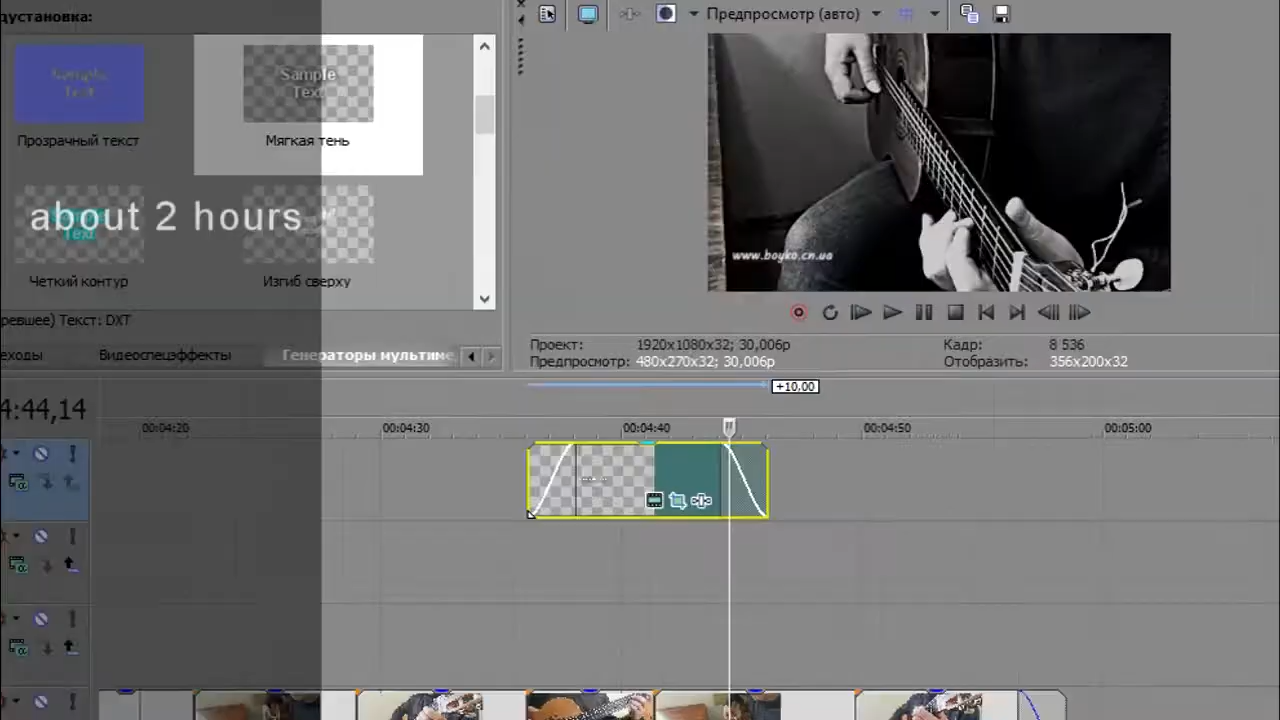 дустановка:
Предпросмотр (авто)
Sample
Text
Sample
Text
Прозрачный текст
Мягкая тень
about 2 hours
Text
Четкий контур
Изгиб сверху
www.boyko.cn.ua
ревшее) Текст: DXT
еходы
Видеоспецэффекты
Генераторы мультиме
Проект: 1920x1080x32; 30,006p
Кадр: 8 536
Предпросмотр: 480x270x32; 30,006p
Отобразить: 356x200x32
+10,00
4:44,14
00:04:20
00:04:30
00:04:40
00:04:50
00:05:00